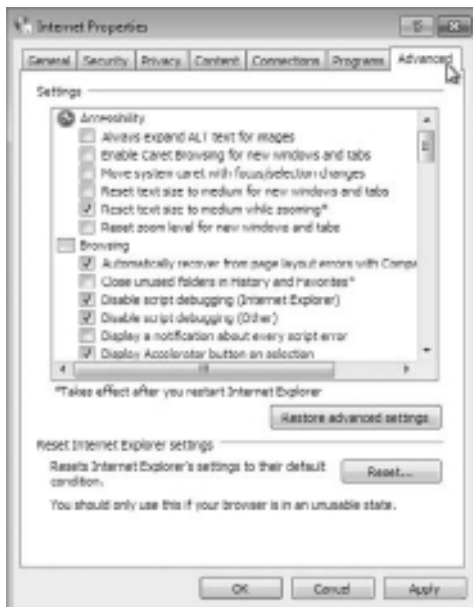 Internet Properties
General Security Privacy Content Connections Programs Advanced
Settings
Accessibility
Always expand ALT text for images
Enable Caret Browsing for new windows and tabs
Move system caret with focus/selection changes
Reset text size to medium for new windows and tabs
Reset text size to medium while zooming*
Reset zoom level for new windows and tabs
Browsing
Automatically recover from page layout errors with Compa
Close unused folders in History and Favorites*
Disable script debugging (Internet Explorer)
Disable script debugging (Other)
Display a notification about every script error
Display Accelerator button on selection
*Takes effect after you restart Internet Explorer
Restore advanced settings
Reset Internet Explorer settings
Resets Internet Explorer's settings to their default
condition.
Reset...
You should only use this if your browser is in an unusable state.
OK Cancel Apply